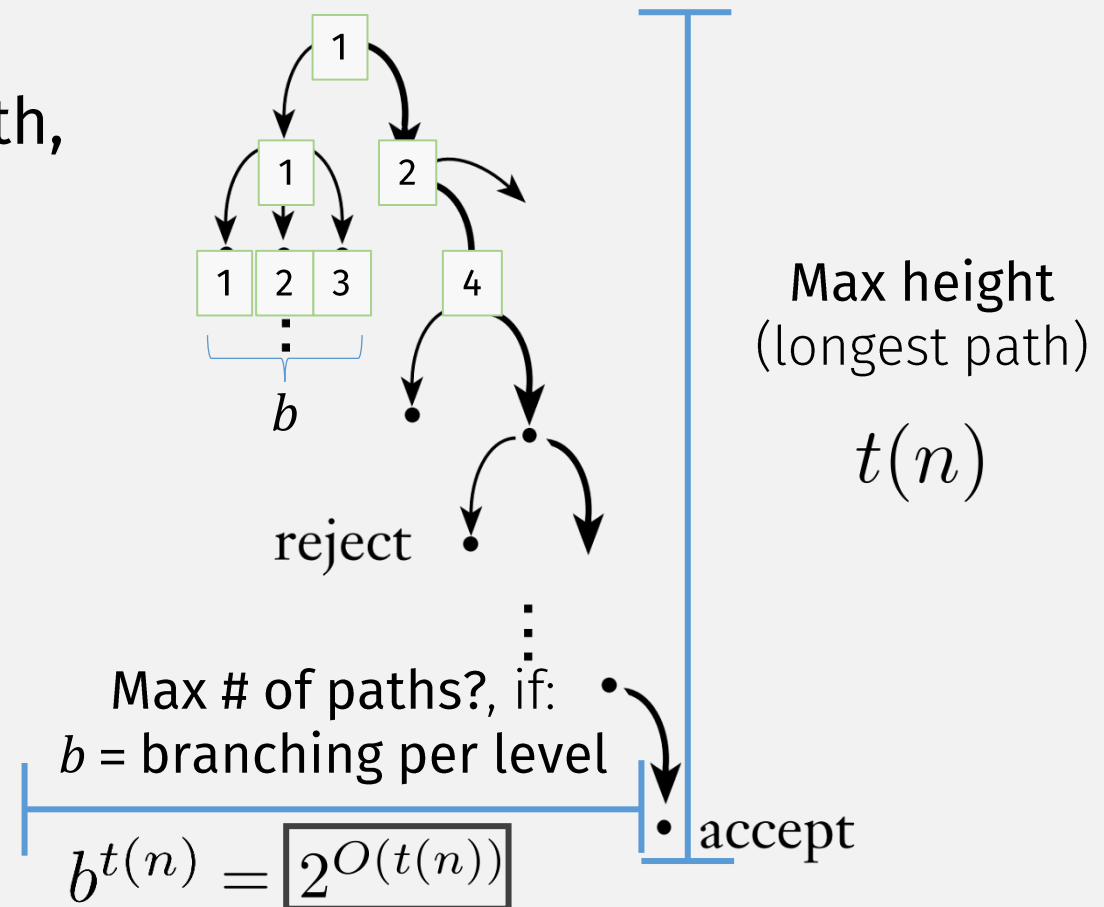 1
th,
1 2
1 2 3 4
b
Max height
(longest path)
t(n)
reject
Max # of paths?, if:
b = branching per level
accept
b^{t(n)} = 2^{O(t(n))}